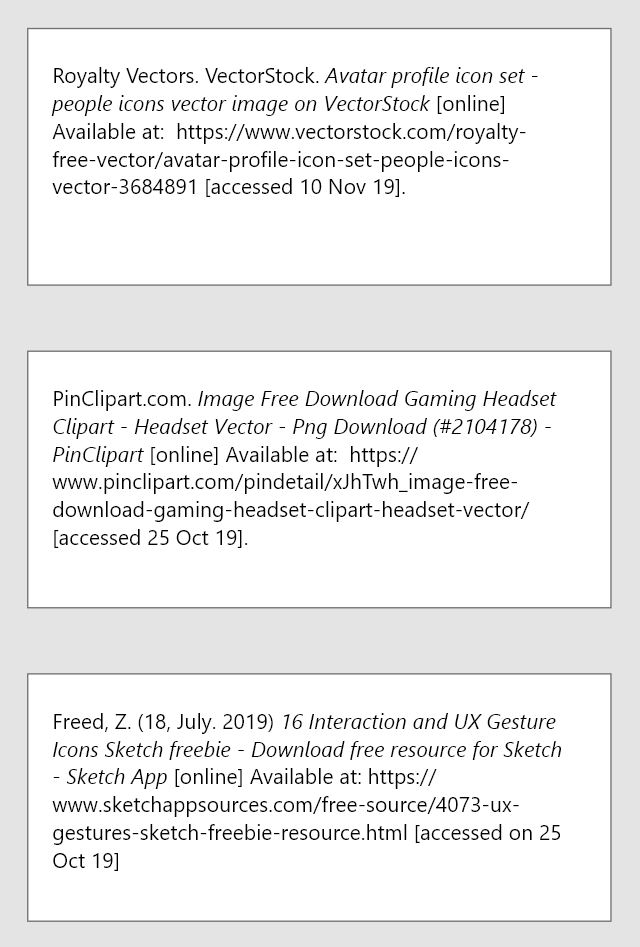 Royalty Vectors. VectorStock. Avatar profile icon set -
people icons vector image on VectorStock [online]
Available at:  https://www.vectorstock.com/royalty-
free-vector/avatar-profile-icon-set-people-icons-
vector-3684891 [accessed 10 Nov 19].
PinClipart.com. Image Free Download Gaming Headset
Clipart - Headset Vector - Png Download (#2104178) -
PinClipart [online] Available at:  https://
www.pinclipart.com/pindetail/xJhTwh_image-free-
download-gaming-headset-clipart-headset-vector/
[accessed 25 Oct 19].
Freed, Z. (18, July. 2019) 16 Interaction and UX Gesture
Icons Sketch freebie - Download free resource for Sketch
- Sketch App [online] Available at: https://
www.sketchappsources.com/free-source/4073-ux-
gestures-sketch-freebie-resource.html [accessed on 25
Oct 19]